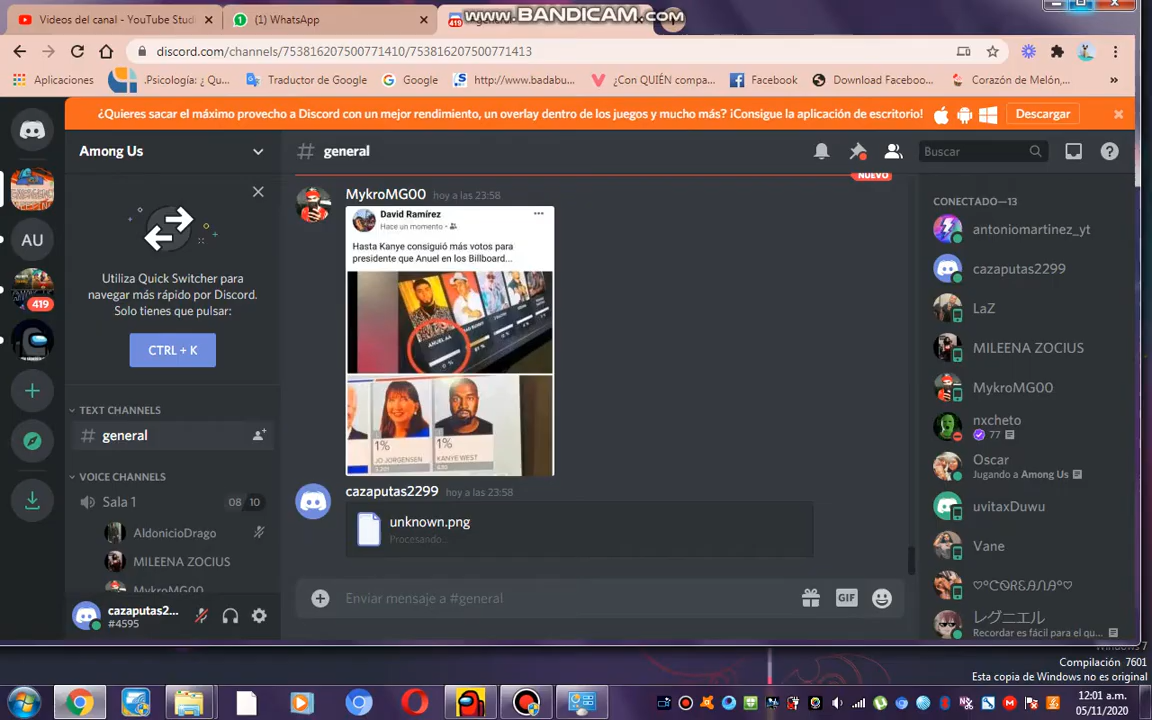 Videos del canal - YouTube Studi
(1) WhatsApp
www.BANDICAM.com
419
discord.com/channels/753816207500771410/753816207500771413
Aplicaciones
.Psicología: ¿ Qu...
Traductor de Google
Google
http://www.badabu...
¿Con QUIÉN compa...
Facebook
Download Faceboo...
Corazón de Melón,...
»
¿Quieres sacar el máximo provecho a Discord con un mejor rendimiento, un overlay dentro de los juegos y mucho más? ¡Consigue la aplicación de escritorio!
Descargar
Among Us
# general
Buscar
NUEVO
AU
419
Utiliza Quick Switcher para
navegar más rápido por Discord.
Solo tienes que pulsar:
CTRL + K
TEXT CHANNELS
# general
VOICE CHANNELS
Sala 1
08 10
AldonicioDrago
MILEENA ZOCIUS
MykroMG00
cazaputas2...
#4595
MykroMG00 hoy a las 23:58
David Ramírez
Hace un momento
Hasta Kanye consiguió más votos para
presidente que Anuel en los Billboard...
ANUEL AA
0 %
1%
JO JORGENSEN
1%
KANYE WEST
cazaputas2299 hoy a las 23:58
unknown.png
Procesando...
Enviar mensaje a #general
GIF
CONECTADO—13
antoniomartinez_yt
cazaputas2299
LaZ
MILEENA ZOCIUS
MykroMG00
nxcheto
77
Oscar
Jugando a Among Us
uvitaxDuwu
Vane
レグニエル
Recordar es fácil para el qu...
Windows 7
Compilación 7601
Esta copia de Windows no es original
12:01 a.m.
05/11/2020